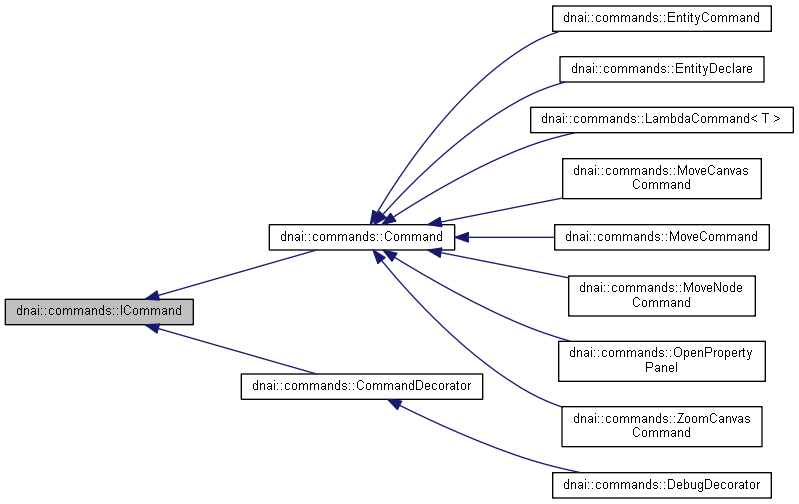 dnai::commands::EntityCommand
dnai::commands::EntityDeclare
dnai::commands::LambdaCommand< T >
dnai::commands::MoveCanvas
Command
dnai::commands::Command
dnai::commands::MoveCommand
dnai::commands::MoveNode
Command
dnai::commands::ICommand
dnai::commands::OpenProperty
Panel
dnai::commands::CommandDecorator
dnai::commands::ZoomCanvas
Command
dnai::commands::DebugDecorator